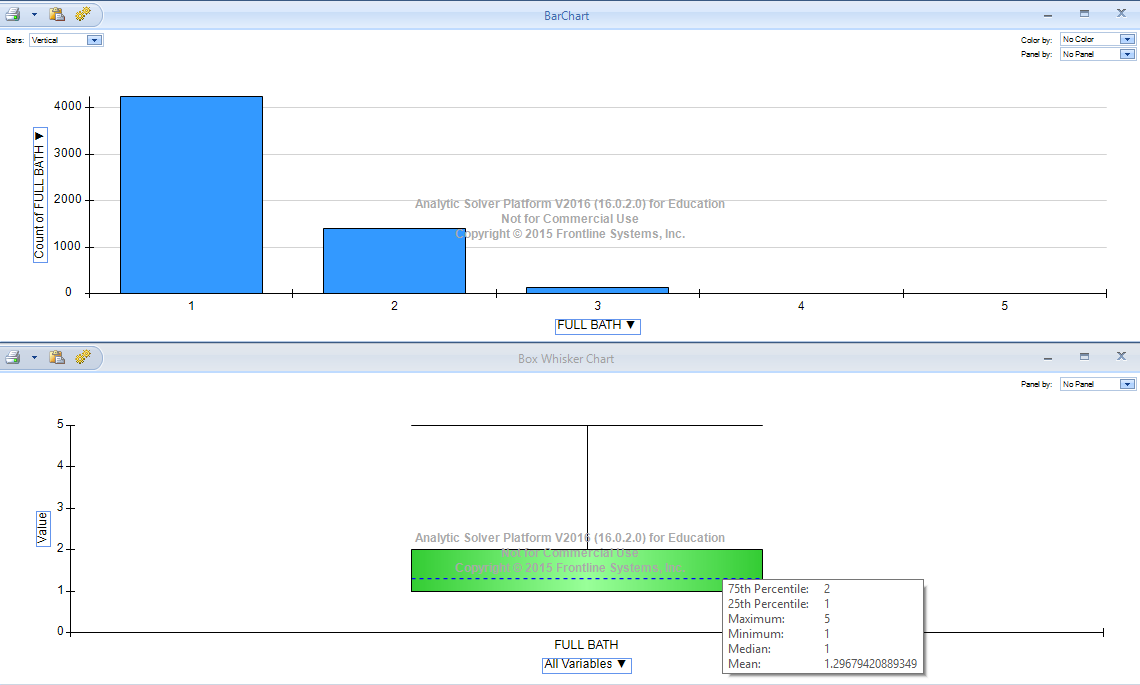 BarChart
Bars: Vertical
Color by: No Color
Panel by: No Panel
4000
3000
2000
1000
0
Count of FULL BATH ▼
Analytic Solver Platform V2016 (16.0.2.0) for Education
Not for Commercial Use
Copyright © 2015 Frontline Systems, Inc.
1 2 3 4 5
FULL BATH ▼
Box Whisker Chart
Panel by: No Panel
5
4
3
2
1
0
Value
Analytic Solver Platform V2016 (16.0.2.0) for Education
Not for Commercial Use
Copyright © 2015 Frontline Systems, Inc.
75th Percentile: 2
25th Percentile: 1
Maximum: 5
Minimum: 1
Median: 1
Mean: 1.29679420889349
FULL BATH
All Variables ▼